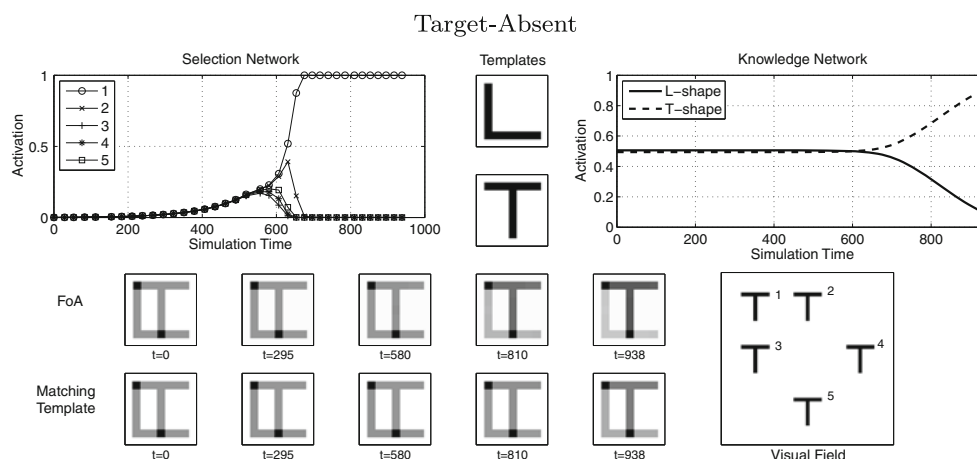 Target-Absent
Selection Network
Templates
Knowledge Network
1
0.5
0
0
200
400
600
800
1000
Activation
Simulation Time
1
2
3
4
5
1
0.8
0.6
0.4
0.2
0
0
200
400
600
800
Activation
Simulation Time
L-shape
T-shape
FoA
t=0
t=295
t=580
t=810
t=938
Matching
Template
t=0
t=295
t=580
t=810
t=938
1
2
3
4
5
Visual Field